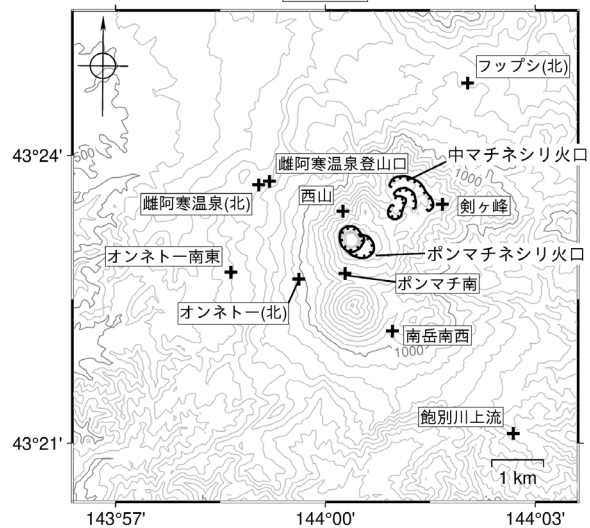 フップシ(北)
43°24'
500
雌阿寒温泉登山口
中マチネシリ火口
1000
雌阿寒温泉(北)
西山
剣ヶ峰
オンネトー南東
ポンマチネシリ火口
ポンマチ南
オンネトー(北)
南岳南西
1000
飽別川上流
43°21'
1 km
143°57'
144°00'
144°03'